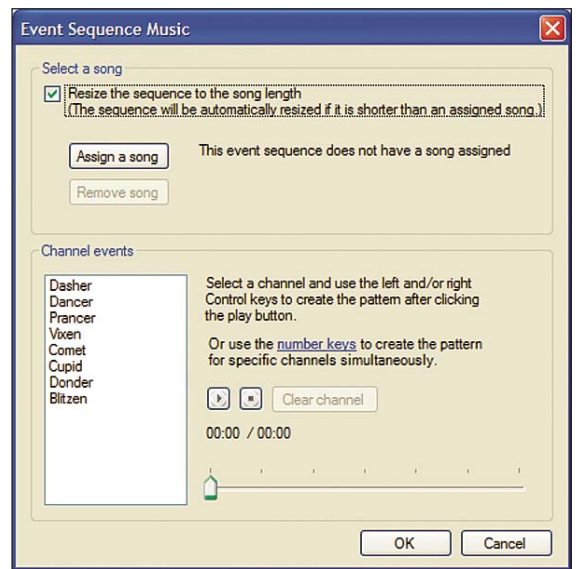 Event Sequence Music
Select a song
Resize the sequence to the song length
(The sequence will be automatically resized if it is shorter than an assigned song.)
Assign a song
This event sequence does not have a song assigned
Remove song
Channel events
Dasher
Dancer
Prancer
Vixen
Comet
Cupid
Donder
Blitzen
Select a channel and use the left and/or right
Control keys to create the pattern after clicking
the play button.
Or use the number keys to create the pattern
for specific channels simultaneously.
Clear channel
00:00 / 00:00
OK
Cancel